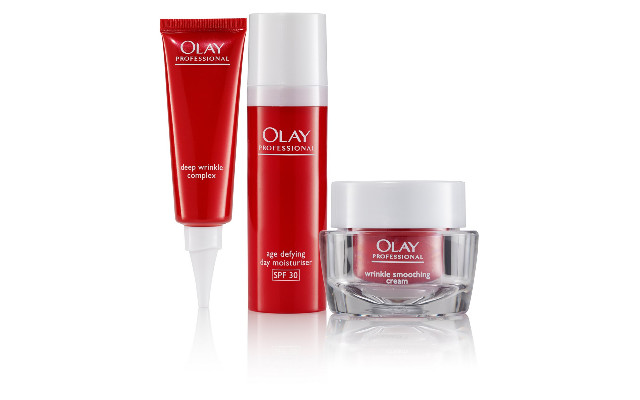 OLAY
PROFESSIONAL
deep wrinkle
complex
OLAY
PROFESSIONAL
age defying
day moisturiser
SPF 30
OLAY
PROFESSIONAL
wrinkle smoothing
cream